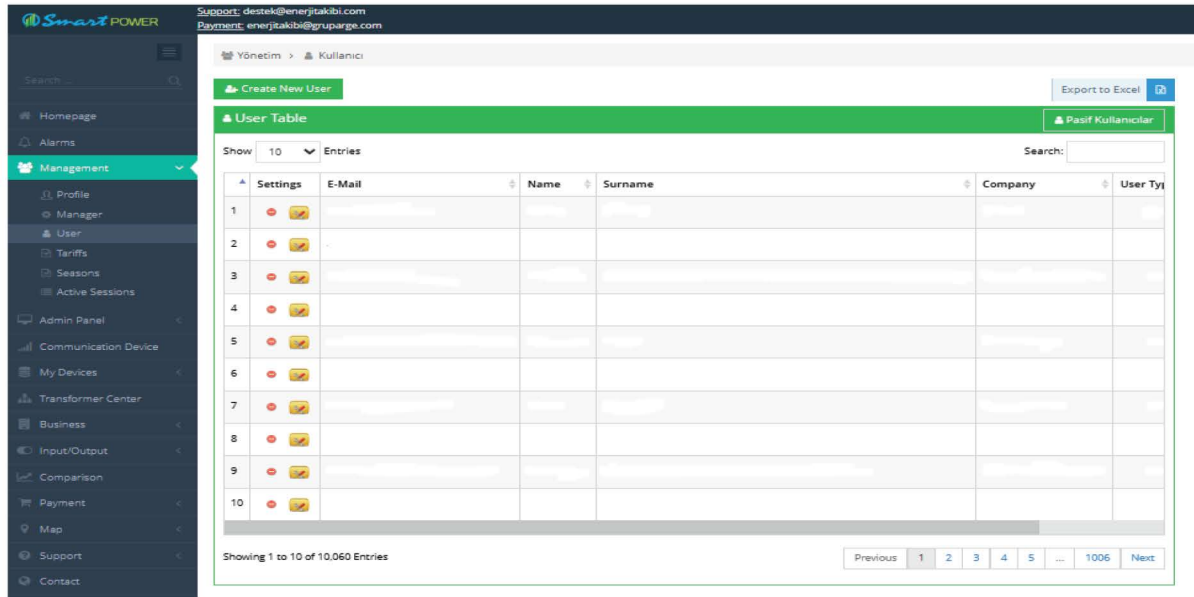 Smart POWER
Support: destek@enerjitakibi.com
Payment: enerjitakibi@gruparge.com
Search ...
Homepage
Alarms
Management
Profile
Manager
User
Tariffs
Seasons
Active Sessions
Admin Panel
Communication Device
My Devices
Transformer Center
Business
Input/Output
Comparison
Payment
Map
Support
Contact
Yönetim > Kullanıcı
Create New User
Export to Excel
User Table
Pasif Kullanıcılar
Show 10 Entries
Search:
Settings E-Mail Name Surname Company User Typ
1
2
3
4
5
6
7
8
9
10
Showing 1 to 10 of 10,060 Entries
Previous 1 2 3 4 5 ... 1006 Next